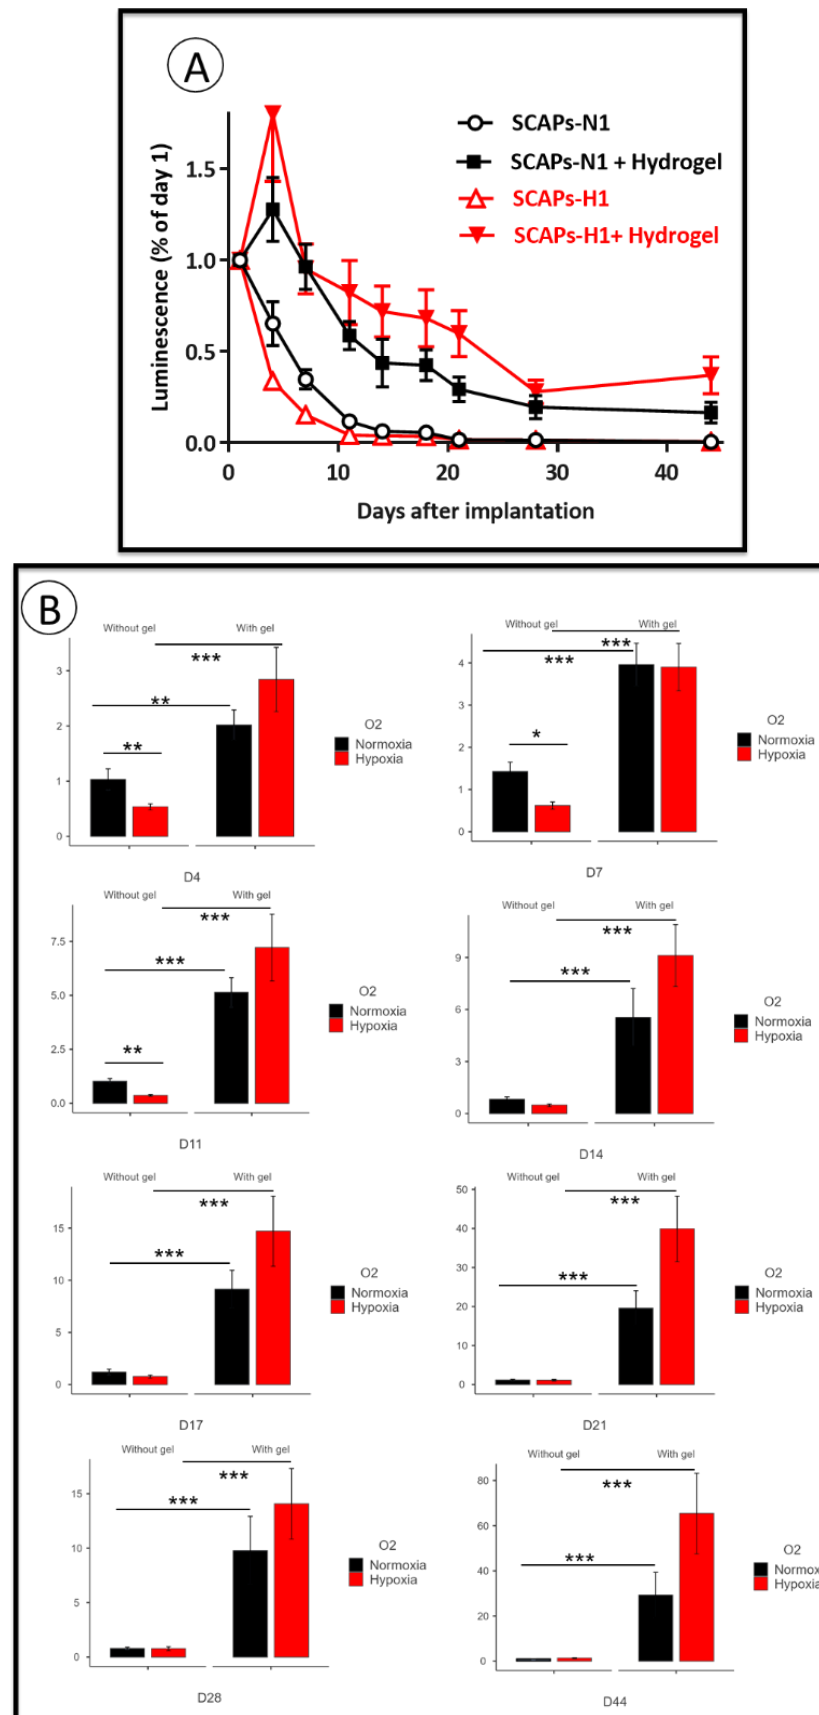 A
Luminescence (% of day 1)
1.5
1.0
0.5
0.0
0 10 20 30 40
Days after implantation
SCAPs-N1
SCAPs-N1 + Hydrogel
SCAPs-H1
SCAPs-H1+ Hydrogel
B
Without gel With gel
***
**
**
3
2
1
0
O2
Normoxia
Hypoxia
D4
Without gel With gel
***
***
*
4
3
2
1
0
O2
Normoxia
Hypoxia
D7
Without gel With gel
***
***
**
7.5
5.0
2.5
0.0
O2
Normoxia
Hypoxia
D11
Without gel With gel
***
***
9
6
3
0
O2
Normoxia
Hypoxia
D14
Without gel With gel
***
***
15
10
5
0
O2
Normoxia
Hypoxia
D17
Without gel With gel
***
***
50
40
30
20
10
0
O2
Normoxia
Hypoxia
D21
Without gel With gel
***
***
15
10
5
0
O2
Normoxia
Hypoxia
D28
Without gel With gel
***
***
80
60
40
20
0
O2
Normoxi
Hypoxia
D44